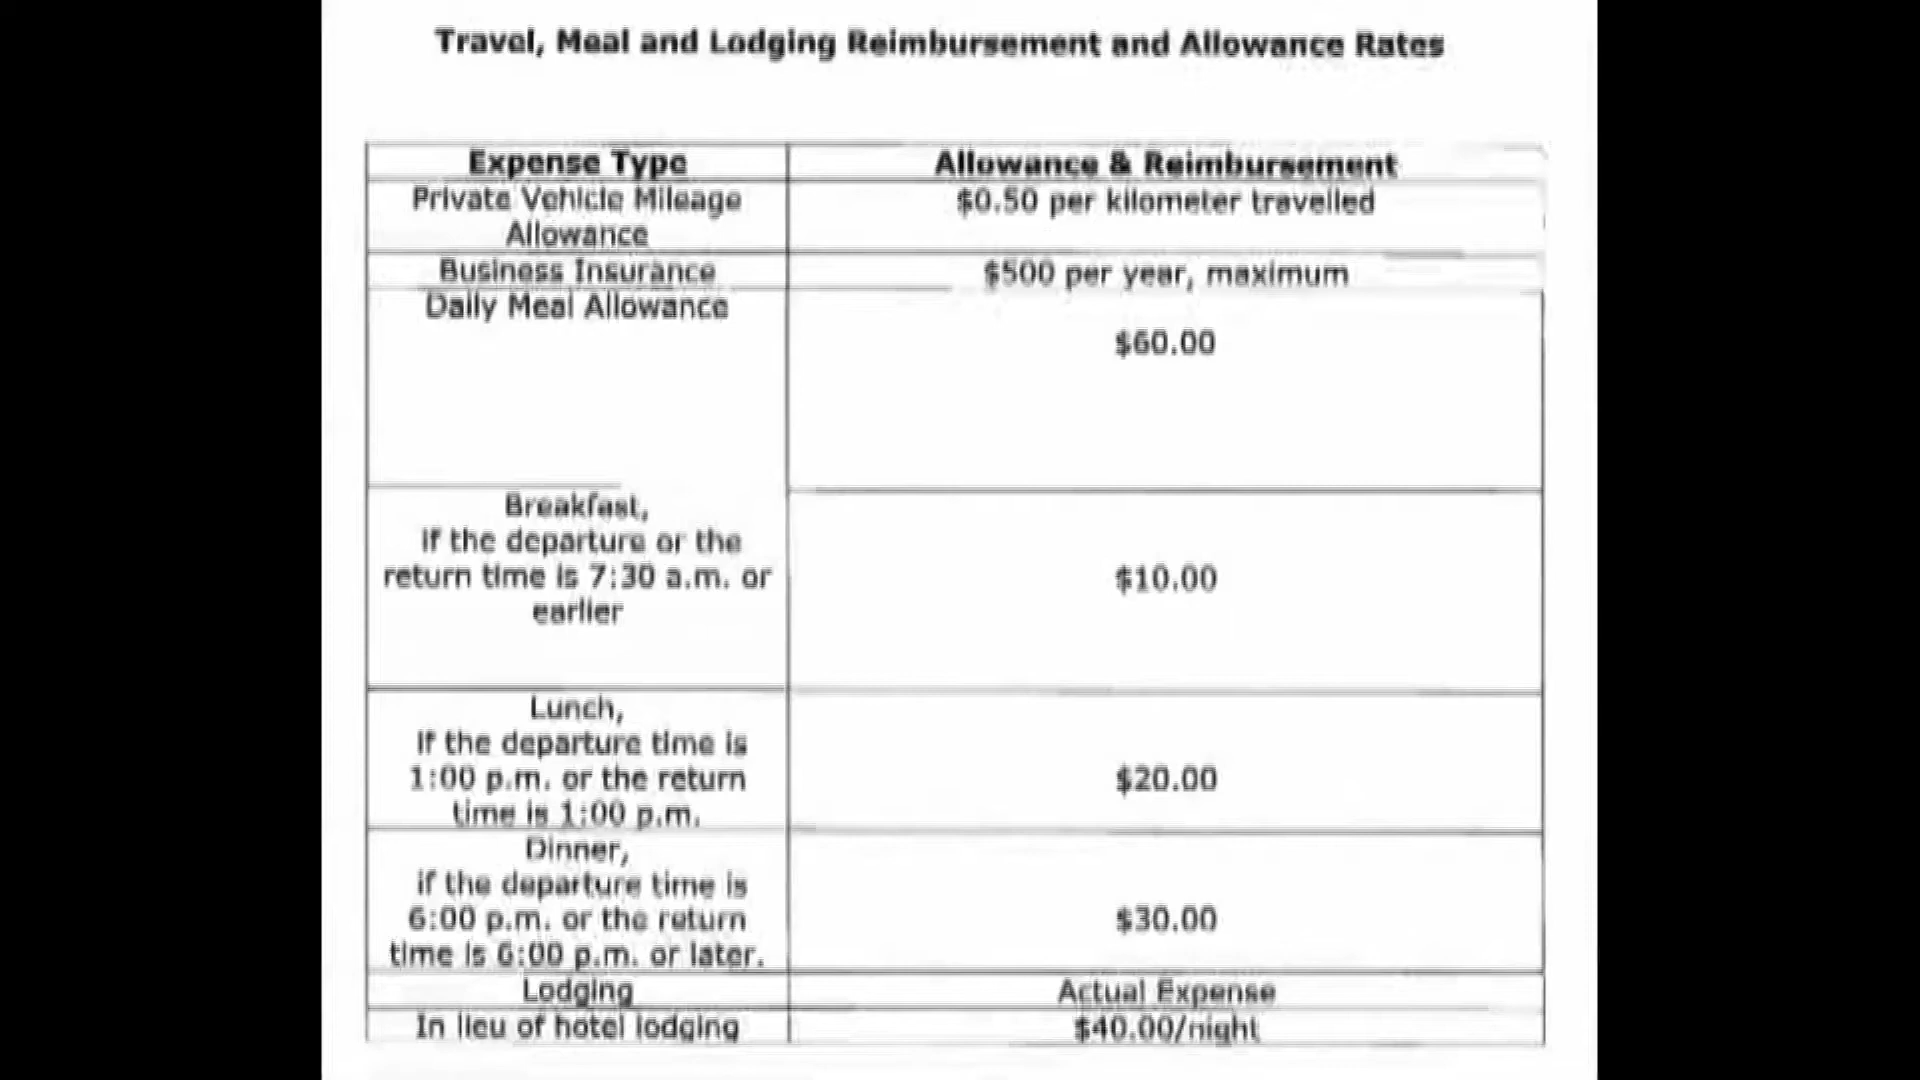 Travel, Meal and Lodging Reimbursement and Allowance Rates
Expense Type
Allowance & Reimbursement
Private Vehicle Mileage
Allowance
$0.50 per kilometer travelled
Business Insurance
$500 per year, maximum
Daily Meal Allowance
$60.00
Breakfast,
if the departure or the
return time is 7:30 a.m. or
earlier
$10.00
Lunch,
if the departure time is
1:00 p.m. or the return
time is 1:00 p.m.
$20.00
Dinner,
if the departure time is
6:00 p.m. or the return
time is 6:00 p.m. or later.
$30.00
Lodging
Actual Expense
In lieu of hotel lodging
$40.00/night